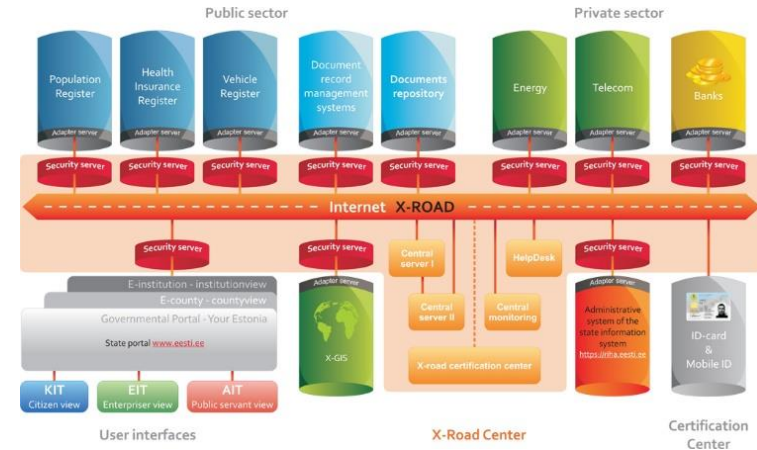 Public sector
Private sector
Population
Register
Health
Insurance
Register
Vehicle
Register
Document
record
management
systems
Documents
repository
Energy
Telecom
Banks
Adapter server
Adapter server
Adapter server
Adapter server
Adapter server
Adapter server
Adapter server
Adapter server
Security server
Security server
Security server
Security server
Security server
Security server
Security server
Security server
Internet X-ROAD
Security server
Security server
Central
server I
HelpDesk
Security server
E-institution - institutionview
E-county - countyview
Governmental Portal - Your Estonia
State portal www.eesti.ee
Adapter server
X-GIS
Central
server II
Central
monitoring
X-road certification center
Adapter server
Administrative
system of the
state information
system
https://riha.eesti.ee
ID-card
&
Mobile ID
KIT
Citizen view
EIT
Enterpriser view
AIT
Public servant view
User interfaces
X-Road Center
Certification
Center